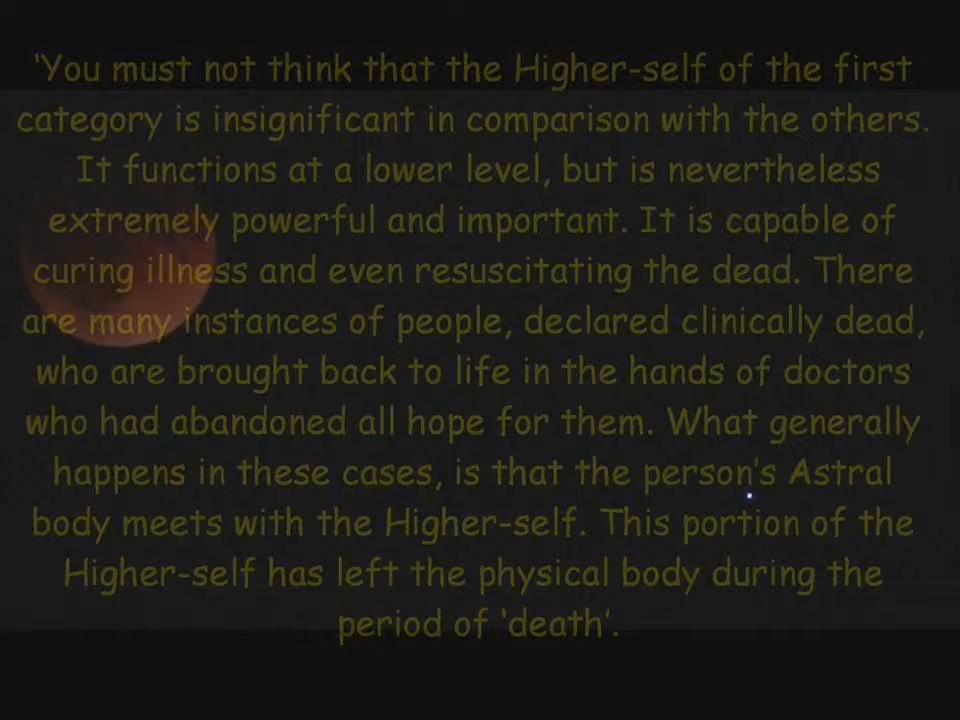 ‘You must not think that the Higher-self of the first
category is insignificant in comparison with the others.
It functions at a lower level, but is nevertheless
extremely powerful and important. It is capable of
curing illness and even resuscitating the dead. There
are many instances of people, declared clinically dead,
who are brought back to life in the hands of doctors
who had abandoned all hope for them. What generally
happens in these cases, is that the person’s Astral
body meets with the Higher-self. This portion of the
Higher-self has left the physical body during the
period of ‘death’.